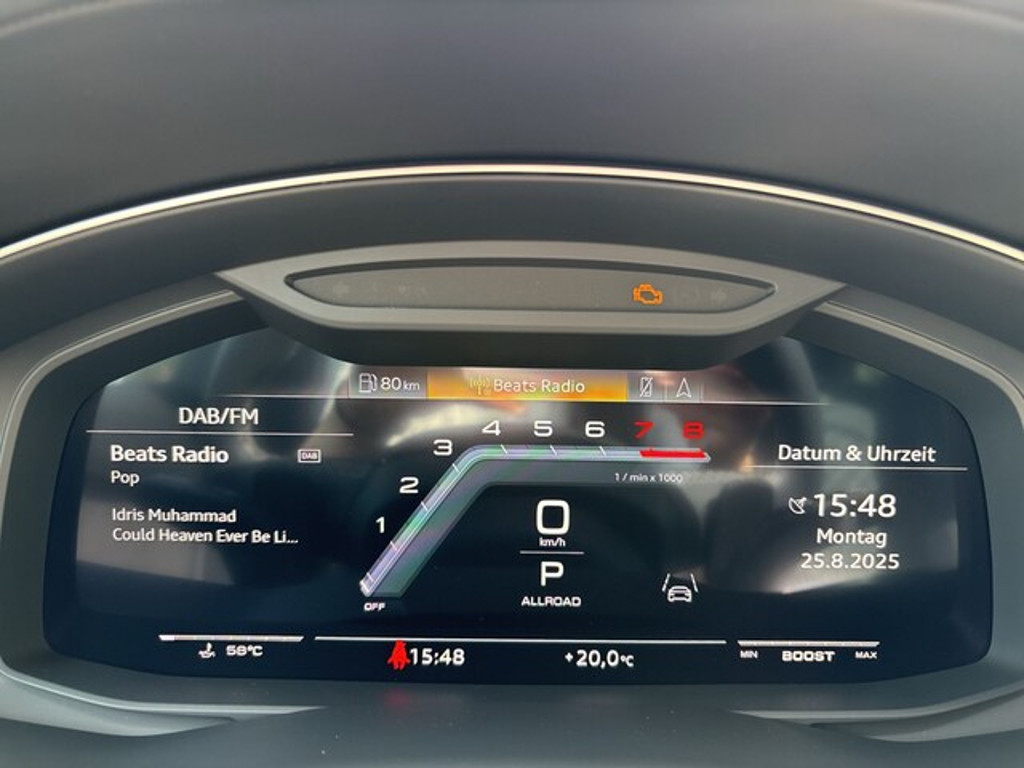 80 km
Beats Radio
DAB/FM
Beats Radio
DAB
Pop
Idris Muhammad
Could Heaven Ever Be Li...
1
2
3
4
5
6
7
8
1 / min x 1000
OFF
0
km/h
P
ALLROAD
Datum & Uhrzeit
15:48
Montag
25.8.2025
59°C
15:48
+20,0°C
MIN
BOOST
MAX